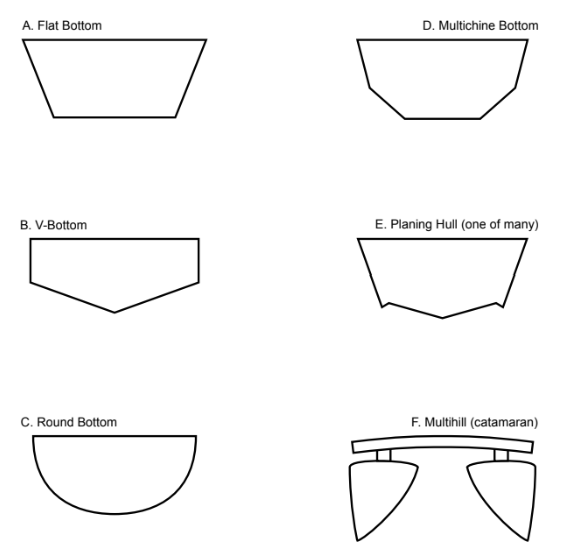 A. Flat Bottom
D. Multichine Bottom
B. V-Bottom
E. Planing Hull (one of many)
C. Round Bottom
F. Multihill (catamaran)